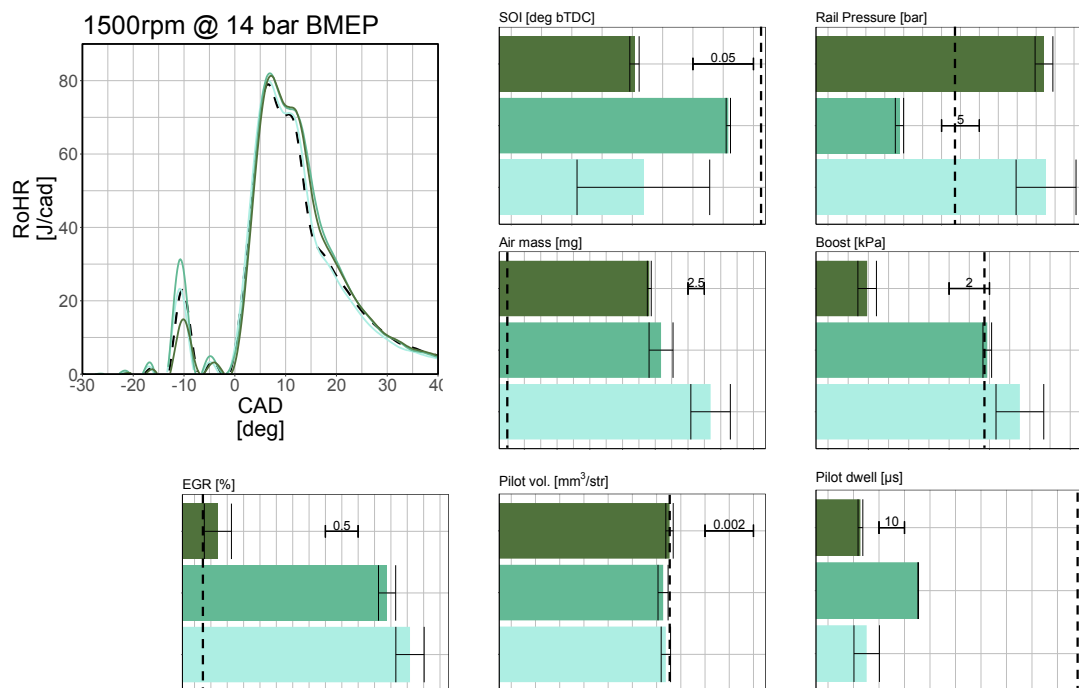 1500rpm @ 14 bar BMEP
RoHR
[J/cad]
80
60
40
20
0
-30
-20
-10
0
10
20
30
40
CAD
[deg]
SOI [deg bTDC]
0.05
Rail Pressure [bar]
5
Air mass [mg]
2.5
Boost [kPa]
2
EGR [%]
0.5
Pilot vol. [mm³/str]
0.002
Pilot dwell [µs]
10